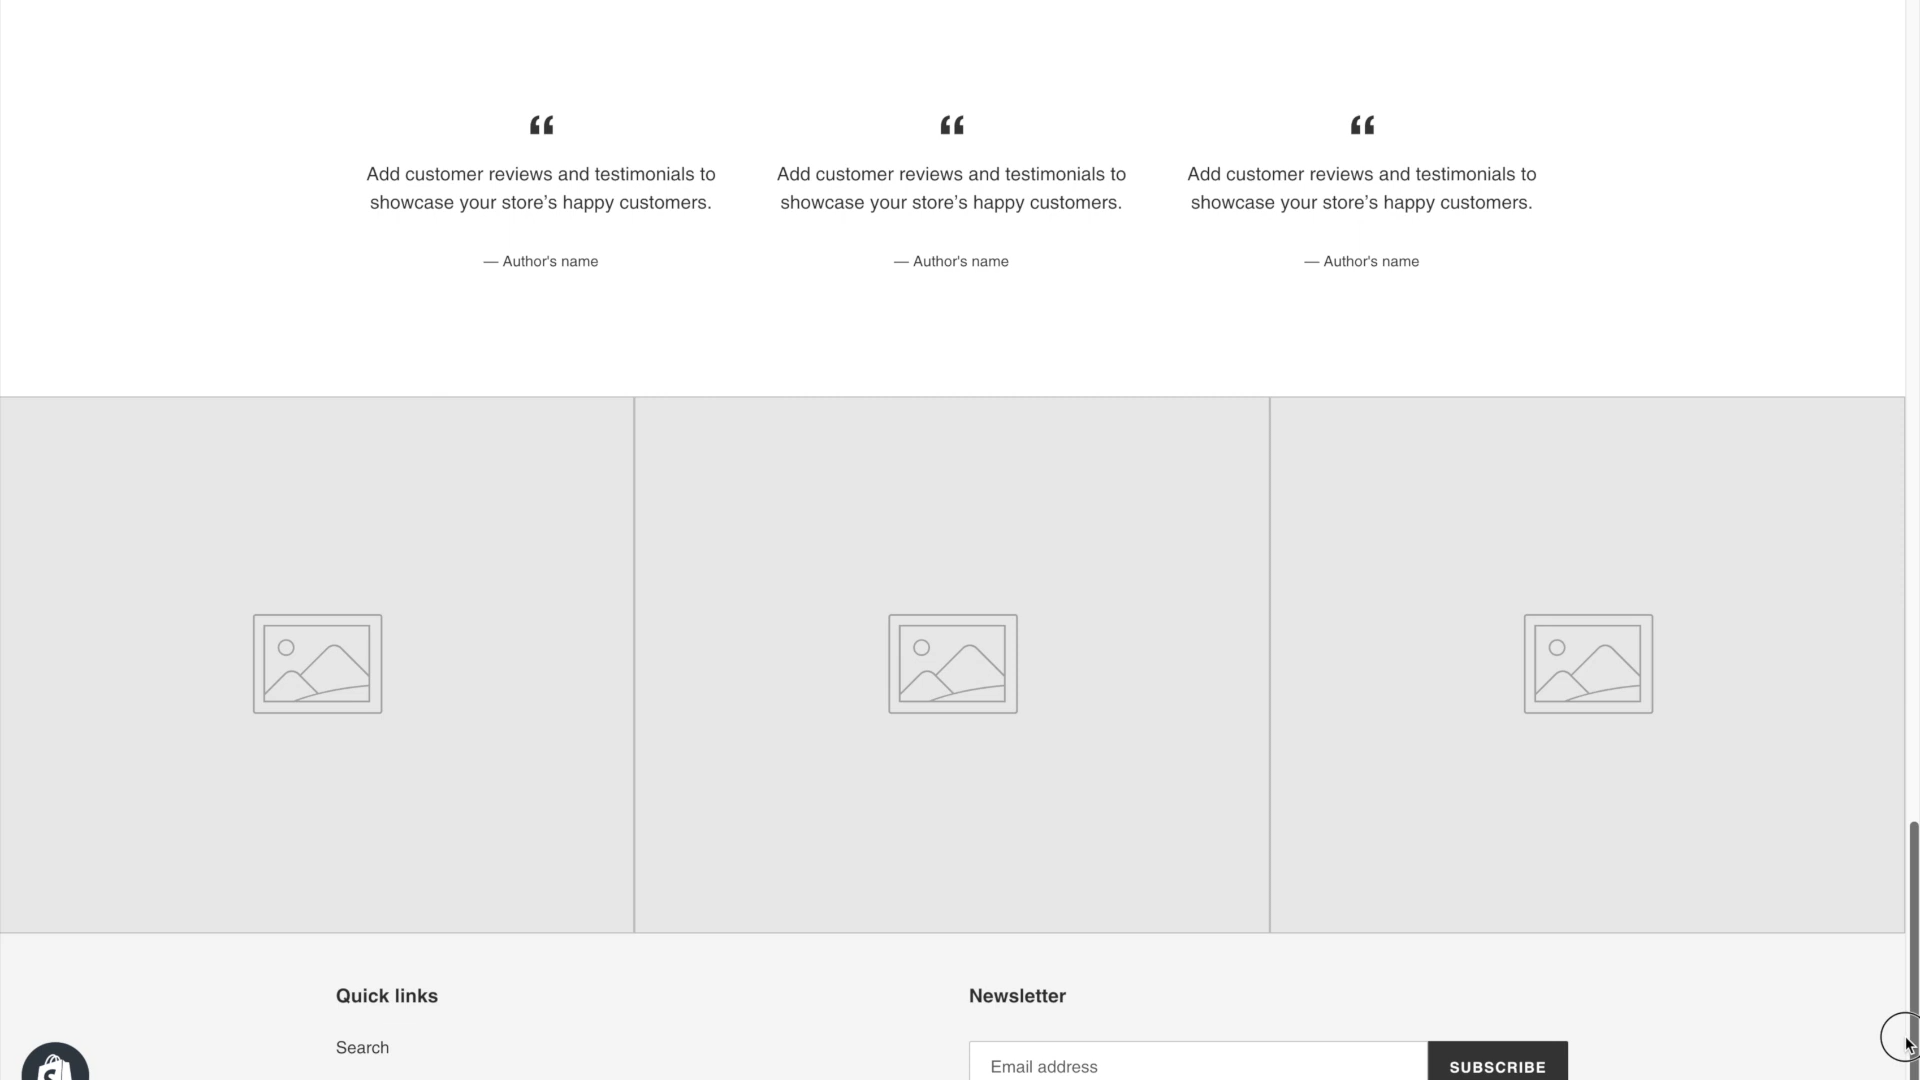 “ “ “
Add customer reviews and testimonials to
showcase your store’s happy customers.
— Author's name
Add customer reviews and testimonials to
showcase your store’s happy customers.
— Author's name
Add customer reviews and testimonials to
showcase your store’s happy customers.
— Author's name
Quick links
Search
Newsletter
Email address
SUBSCRIBE